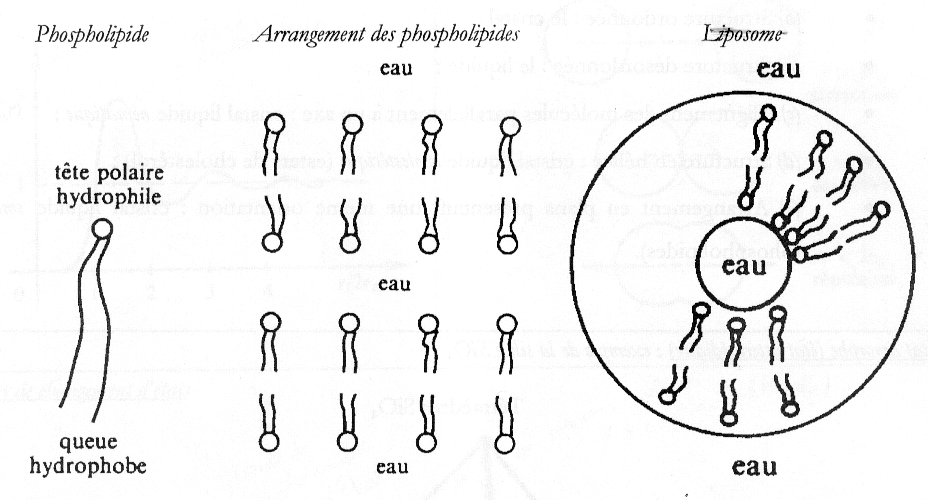 Phospholipide
Arrangement des phospholipides
Liposome
eau
eau
tête polaire
hydrophile
eau
eau
queue
hydrophobe
eau
eau